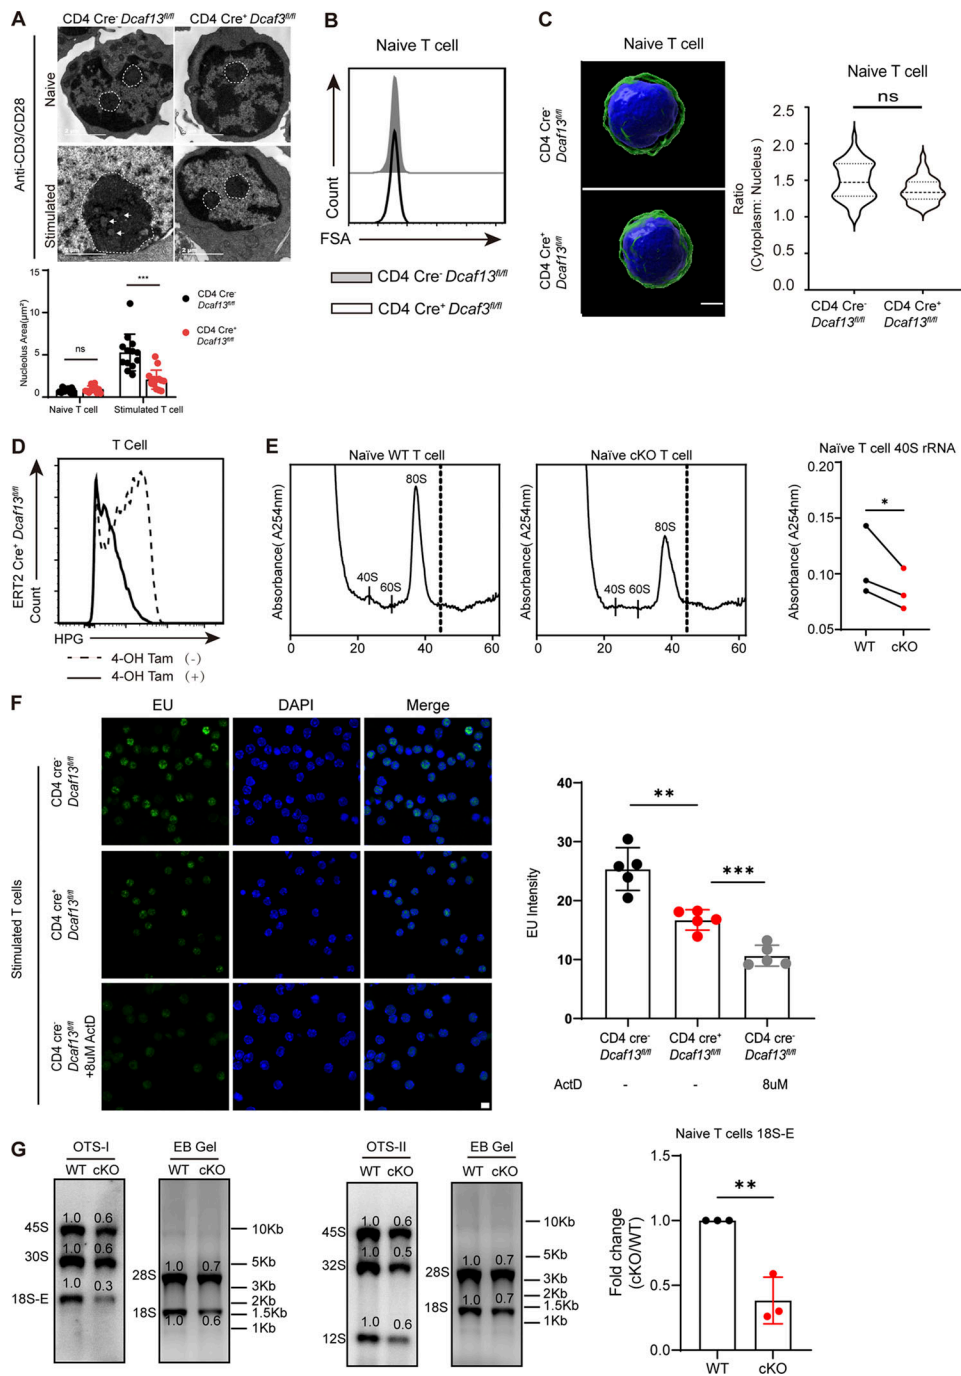 A
CD4 Cre- Dcaf13fl/fl
CD4 Cre+ Dcaf3fl/fl
Anti-CD3/CD28
Naive
Stimulated
2 µm
Nucleolus Area(µm²)
15
10
5
0
ns
***
CD4 Cre-
Dcaf13fl/fl
CD4 Cre+
Dcaf13fl/fl
Naive T cell
Stimulated T cell
B
Naive T cell
Count
FSA
CD4 Cre- Dcaf13fl/fl
CD4 Cre+ Dcaf3fl/fl
C
Naive T cell
CD4 Cre-
Dcaf13fl/fl
CD4 Cre+
Dcaf13fl/fl
Naive T cell
ns
Ratio
(Cytoplasm: Nucleus)
2.5
2.0
1.5
1.0
0.5
2.0
CD4 Cre-
Dcaf13fl/fl
CD4 Cre+
Dcaf13fl/fl
D
T Cell
ERT2 Cre+ Dcaf13fl/fl
Count
HPG
4-OH Tam (-)
4-OH Tam (+)
E
Naïve WT T cell
Absorbance( A254nm)
40S
60S
80S
0 20 40 60
Naïve cKO T cell
Absorbance( A254nm)
40S 60S
80S
0 20 40 60
Naïve T cell 40S rRNA
Absorbance( A254nm)
0.20
0.15
0.10
0.05
*
WT cKO
F
EU DAPI Merge
Stimulated T cells
CD4 cre-
Dcaf13fl/fl
CD4 cre+
Dcaf13fl/fl
CD4 cre-
Dcaf13fl/fl
+8uM ActD
EU Intensity
40
30
20
10
0
**
***
CD4 cre-
Dcaf13fl/fl
CD4 cre+
Dcaf13fl/fl
CD4 cre-
Dcaf13fl/fl
ActD - - 8uM
G
OTS-I
WT cKO
45S 1.0 0.6
30S 1.0 0.6
18S-E 1.0 0.3
EB Gel
WT cKO
28S 1.0 0.7
18S 1.0 0.6
10Kb
5Kb
3Kb
2Kb
1.5Kb
1Kb
OTS-II
WT cKO
45S 1.0 0.6
32S 1.0 0.5
12S 1.0 0.6
EB Gel
WT cKO
28S 1.0 0.7
18S 1.0 0.7
10Kb
5Kb
3Kb
2Kb
1.5Kb
1Kb
Naive T cells 18S-E
Fold change
(cKO/WT)
1.5
1.0
0.5
0.0
**
WT cKO